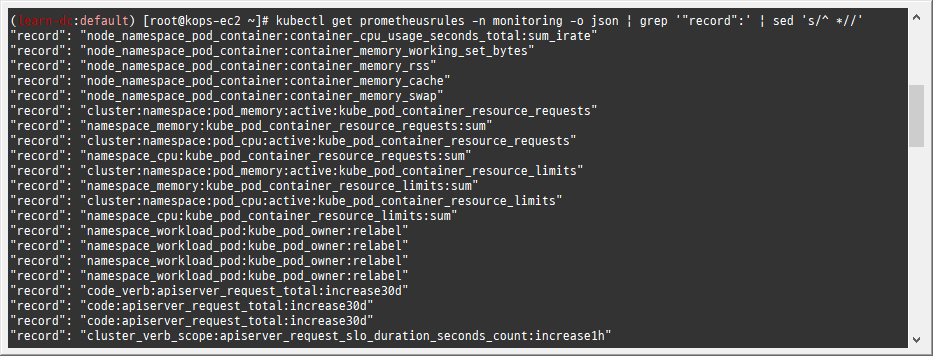 (learn-dc:default) [root@kops-ec2 ~]# kubectl get prometheusrules -n monitoring -o json | grep '"record":' | sed 's/^ *//'
"record": "node_namespace_pod_container:container_cpu_usage_seconds_total:sum_irate"
"record": "node_namespace_pod_container:container_memory_working_set_bytes"
"record": "node_namespace_pod_container:container_memory_rss"
"record": "node_namespace_pod_container:container_memory_cache"
"record": "node_namespace_pod_container:container_memory_swap"
"record": "cluster:namespace:pod_memory:active:kube_pod_container_resource_requests"
"record": "namespace_memory:kube_pod_container_resource_requests:sum"
"record": "cluster:namespace:pod_cpu:active:kube_pod_container_resource_requests"
"record": "namespace_cpu:kube_pod_container_resource_requests:sum"
"record": "cluster:namespace:pod_memory:active:kube_pod_container_resource_limits"
"record": "namespace_memory:kube_pod_container_resource_limits:sum"
"record": "cluster:namespace:pod_cpu:active:kube_pod_container_resource_limits"
"record": "namespace_cpu:kube_pod_container_resource_limits:sum"
"record": "namespace_workload_pod:kube_pod_owner:relabel"
"record": "namespace_workload_pod:kube_pod_owner:relabel"
"record": "namespace_workload_pod:kube_pod_owner:relabel"
"record": "namespace_workload_pod:kube_pod_owner:relabel"
"record": "code_verb:apiserver_request_total:increase30d"
"record": "code:apiserver_request_total:increase30d"
"record": "code:apiserver_request_total:increase30d"
"record": "cluster_verb_scope:apiserver_request_slo_duration_seconds_count:increase1h"